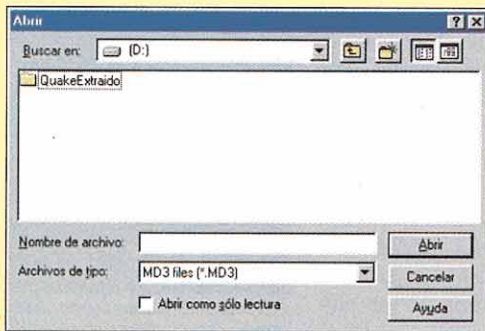 Abrir
Buscar en: (D:)
QuakeExtraido
Nombre de archivo: Abrir
Archivos de tipo: MD3 files (*.MD3) Cancelar
Abrir como sólo lectura Ayuda